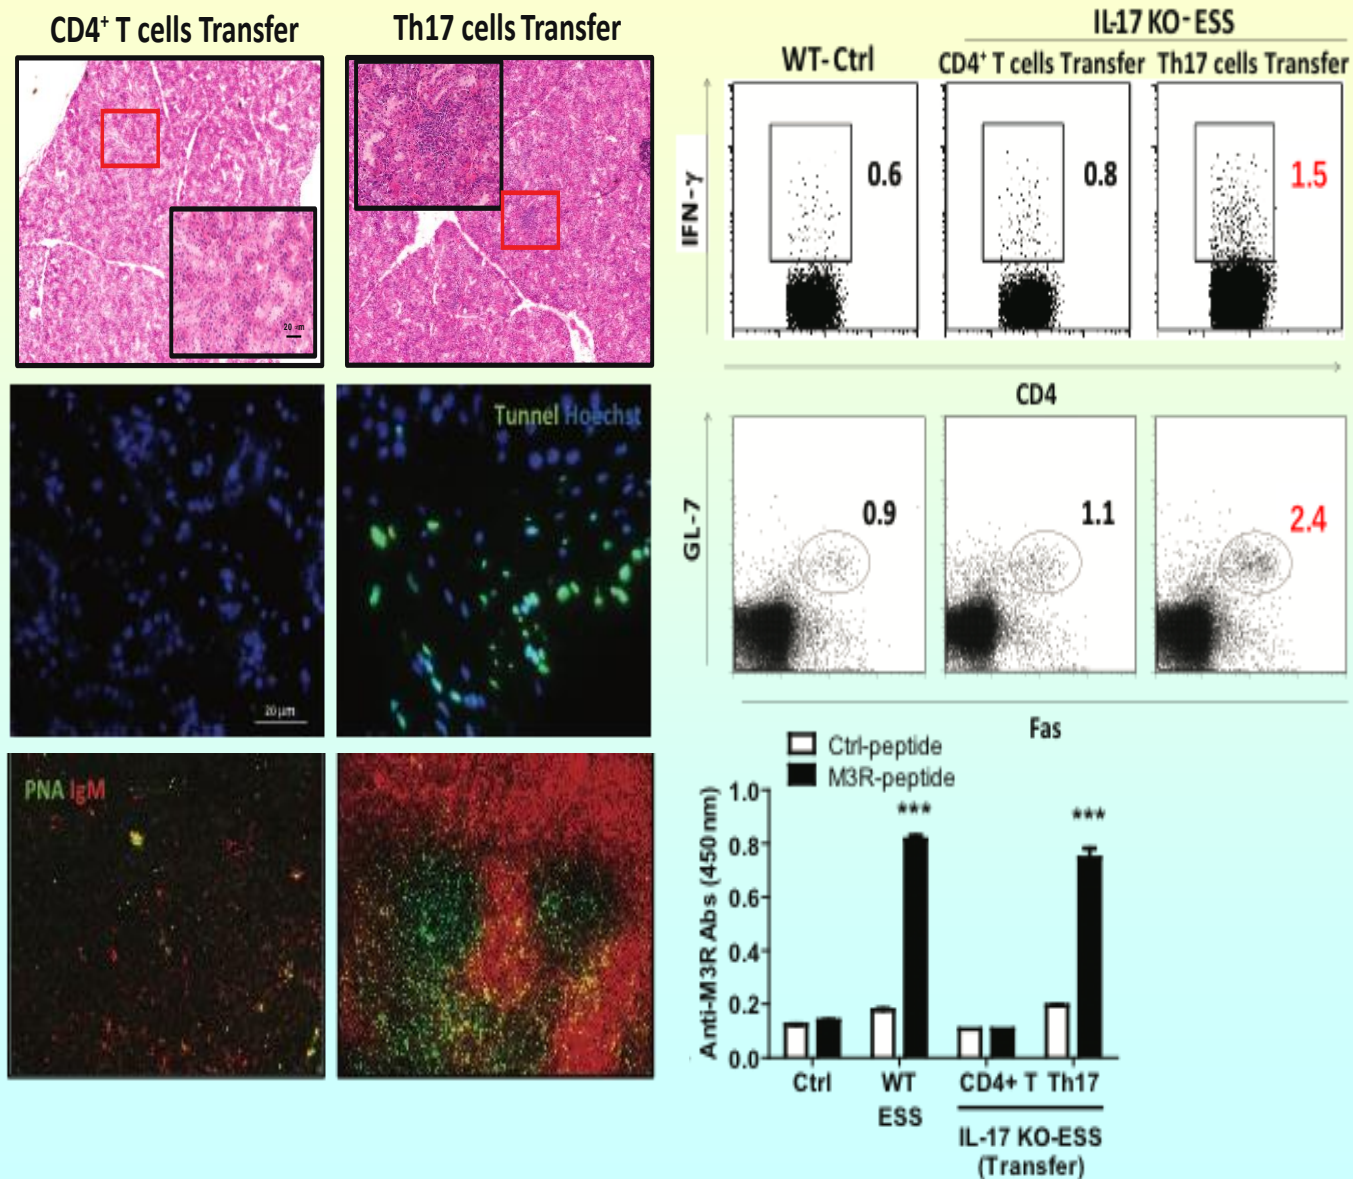 CD4⁺ T cells Transfer
Th17 cells Transfer
20
Tunnel Hoechst
20 μm
PNA IgM
IL-17 KO-ESS
WT-Ctrl
CD4⁺ T cells Transfer
Th17 cells Transfer
IFN-γ
0.6
0.8
1.5
CD4
GL-7
0.9
1.1
2.4
Fas
Ctrl-peptide
M3R-peptide
Anti-M3R Abs (450 nm)
1.0
0.8
0.6
0.4
0.2
0.0
***
***
Ctrl
WT
CD4+ T
Th17
ESS
IL-17 KO-ESS
(Transfer)